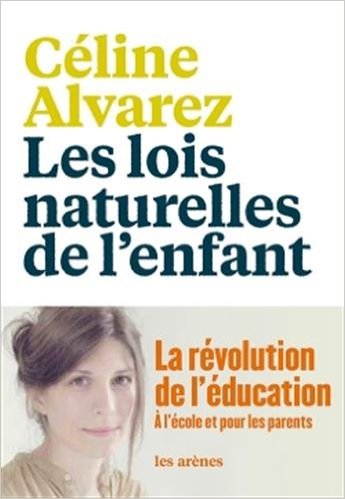 Céline
Alvarez
Les lois
naturelles
de l'enfant
La révolution
de l'éducation
À l'école et pour les parents
les arènes